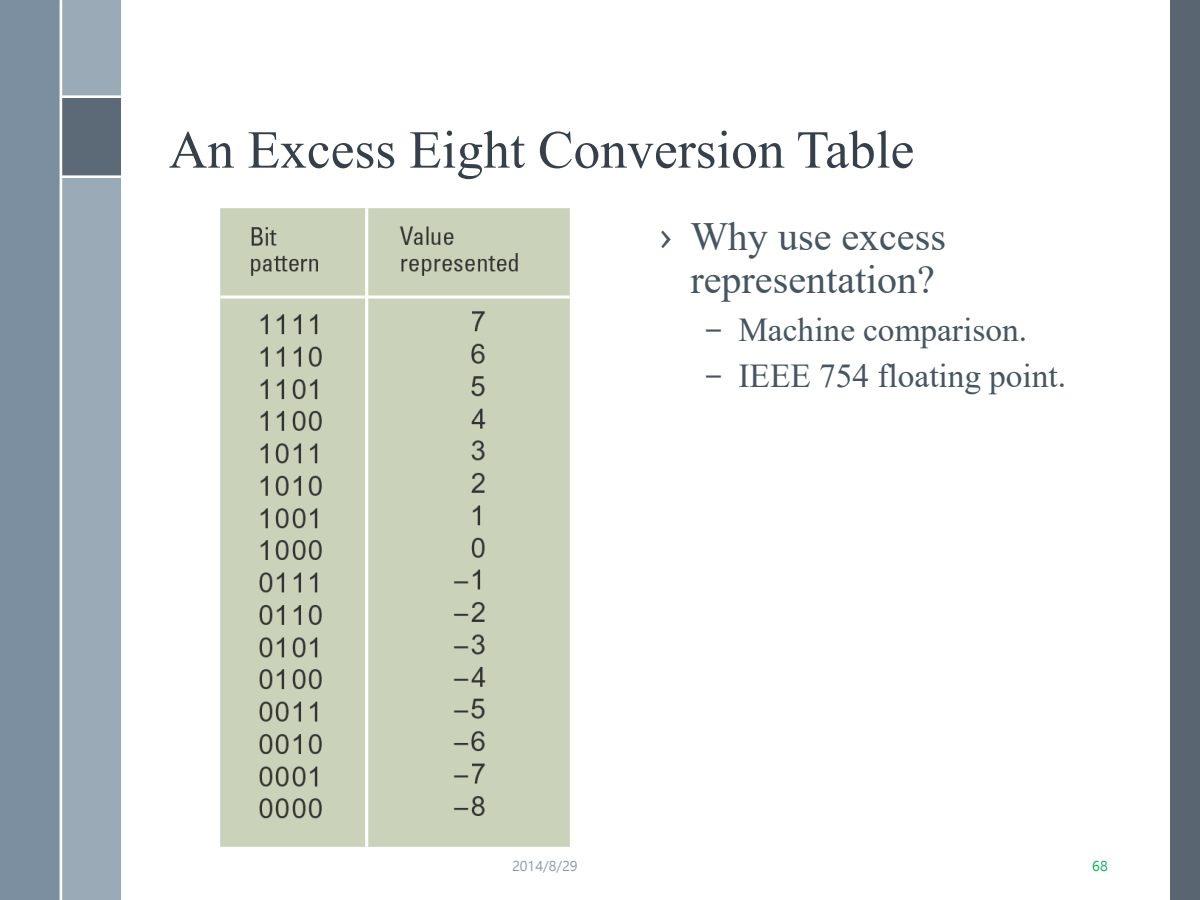 An Excess Eight Conversion Table
Bit
pattern
Value
represented
1111 7
1110 6
1101 5
1100 4
1011 3
1010 2
1001 1
1000 0
0111 –1
0110 –2
0101 –3
0100 –4
0011 –5
0010 –6
0001 –7
0000 –8
› Why use excess
representation?
– Machine comparison.
– IEEE 754 floating point.
2014/8/29
68